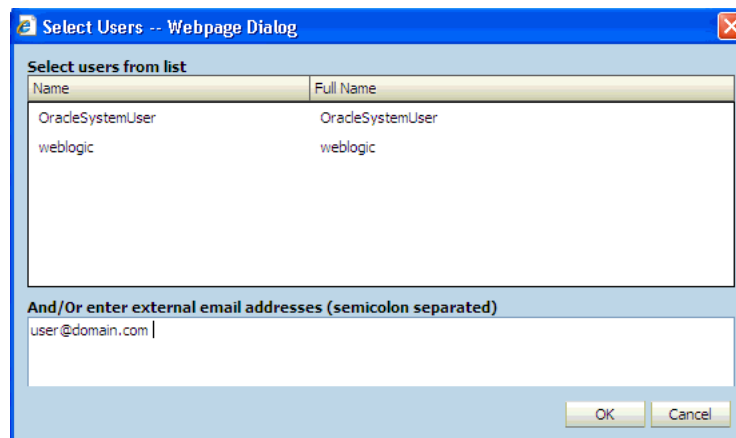 Select Users -- Webpage Dialog
Select users from list
Name Full Name
OracleSystemUser OracleSystemUser
weblogic weblogic
And/Or enter external email addresses (semicolon separated)
user@domain.com
OK Cancel